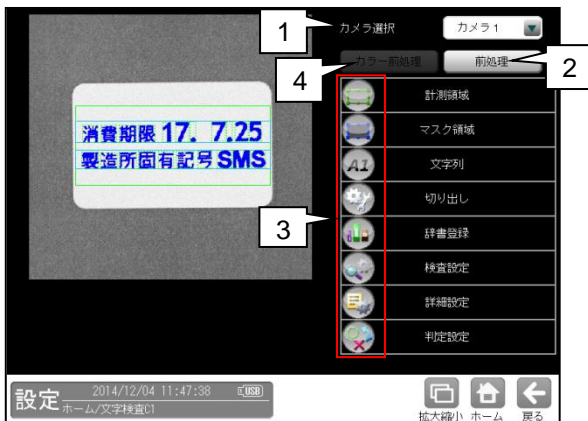 1
カメラ選択
カメラ1
カラー前処理
前処理
2
4
計測領域
消費期限 17. 7.25
マスク領域
製造所固有記号 SMS
A1
文字列
切り出し
3
辞書登録
検査設定
詳細設定
判定設定
設定
2014/12/04 11:47:38
USB
ホーム/文字検査C1
拡大縮小
ホーム
戻る